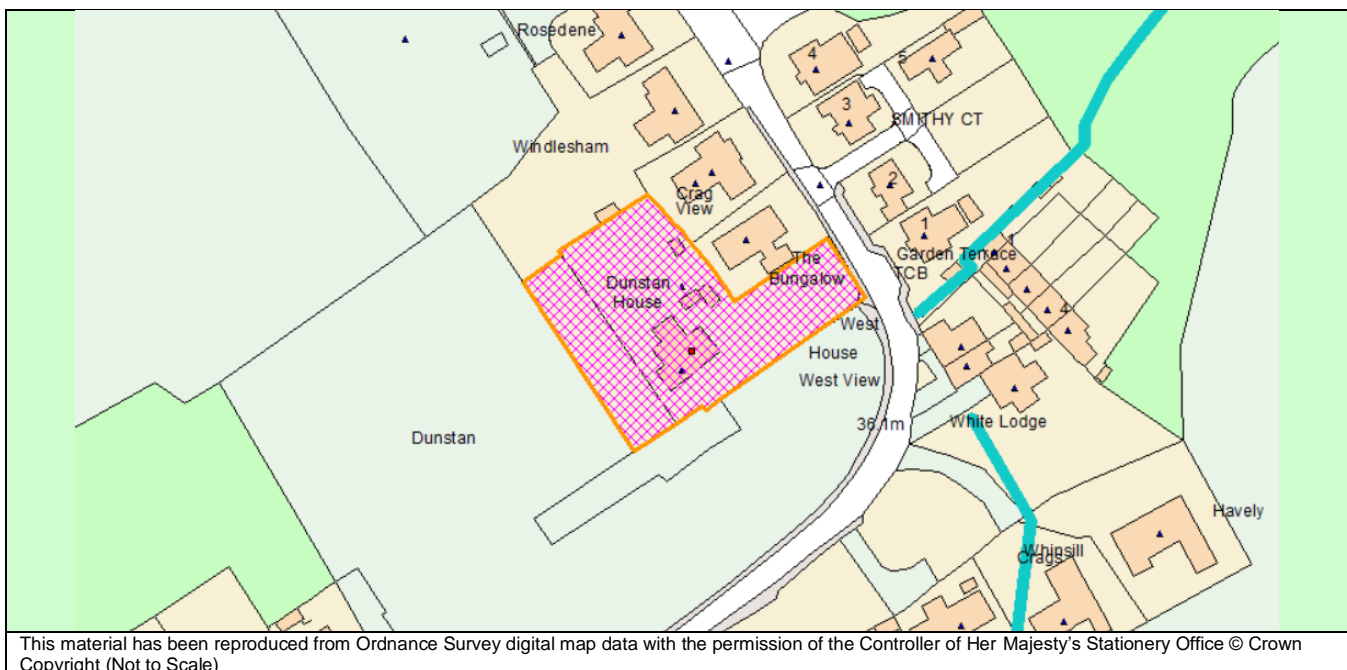 Rosedene
4
5
3
SMITHY CT
Windlesham
2
Crag
View
1
The
Bungalow
Garden Terrace
1
TCB
Dunstan
House
4
West
House
West View
36.1m
White Lodge
Dunstan
Havely
Whinsill
Crags
This material has been reproduced from Ordnance Survey digital map data with the permission of the Controller of Her Majesty's Stationery Office © Crown
Copyright (Not to Scale)